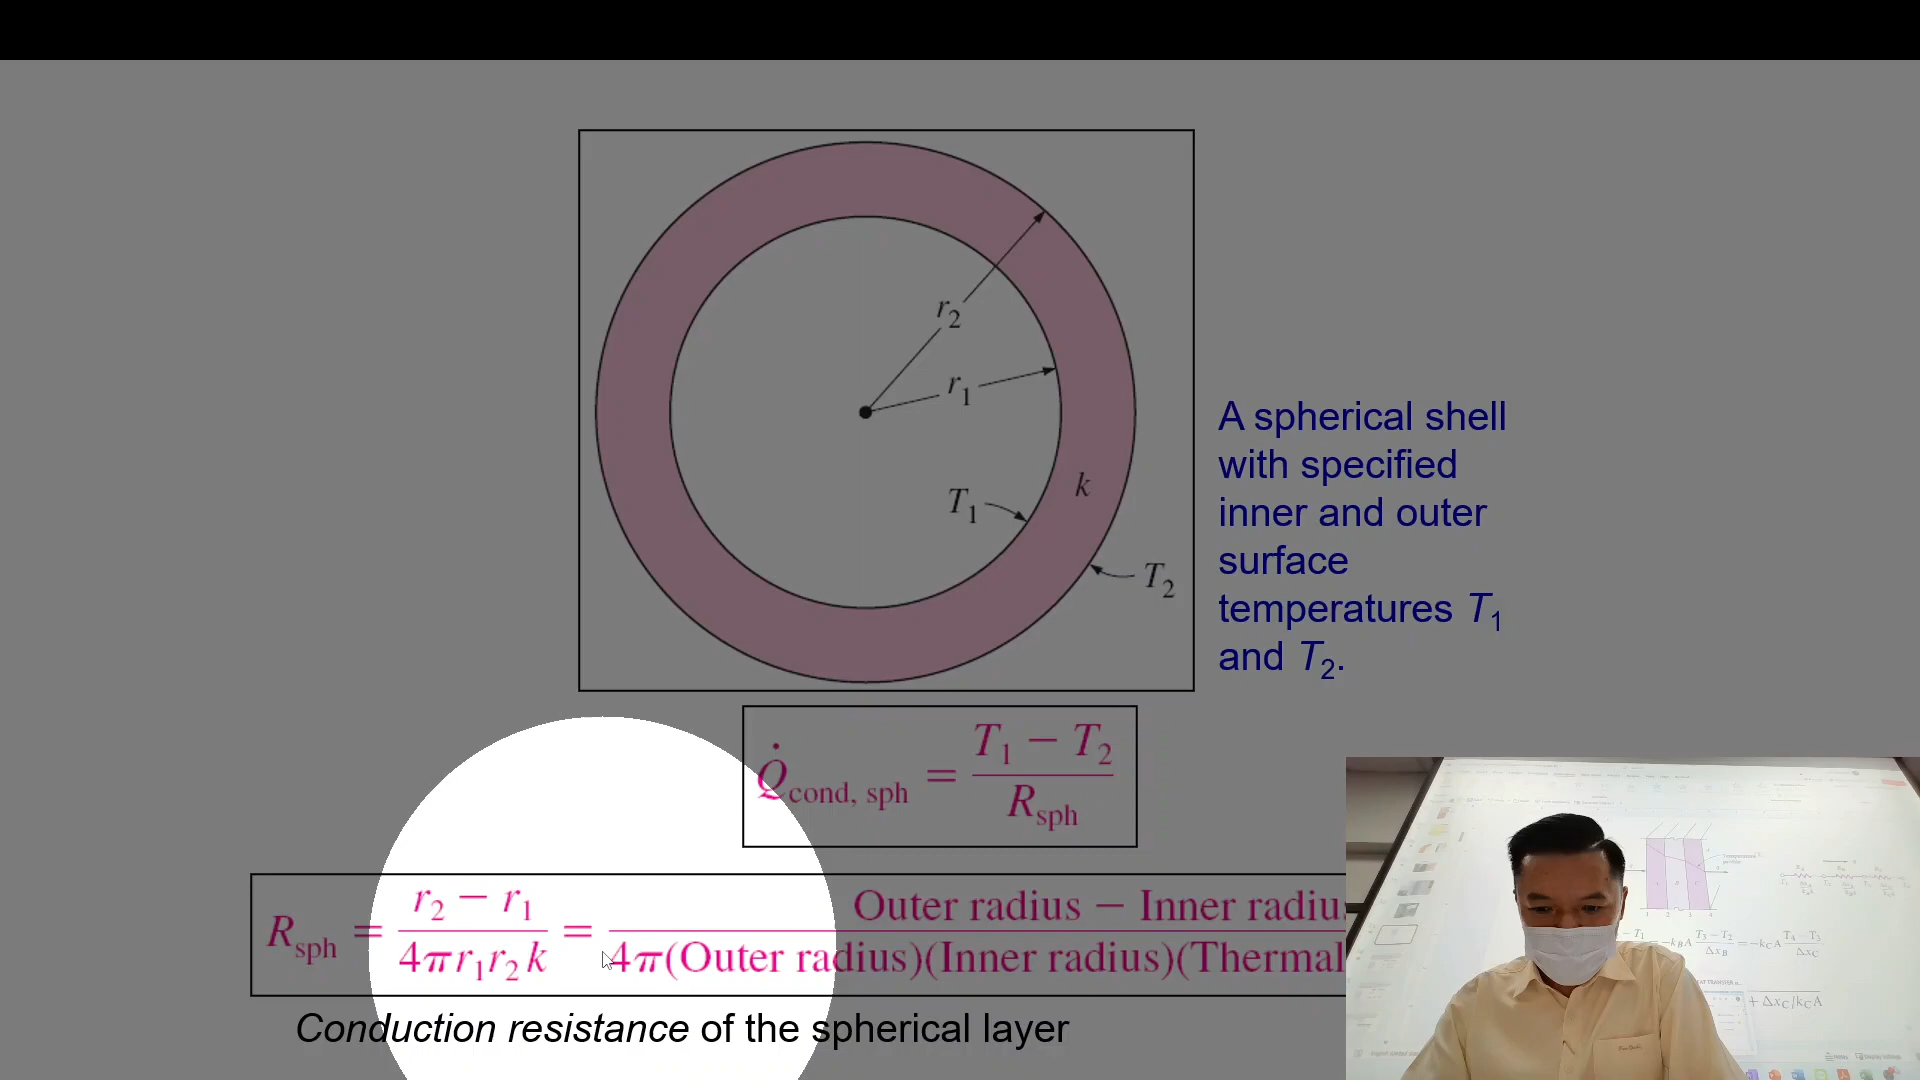 r₂
r₁
T₁
k
T₂
A spherical shell
with specified
inner and outer
surface
temperatures T₁
and T₂.
Q̇cond, sph = (T₁ − T₂) / Rsph
Rsph = (r₂ − r₁) / (4πr₁r₂k) = (Outer radius − Inner radiu) / (4π(Outer radius)(Inner radius)(Thermal
Conduction resistance of the spherical layer